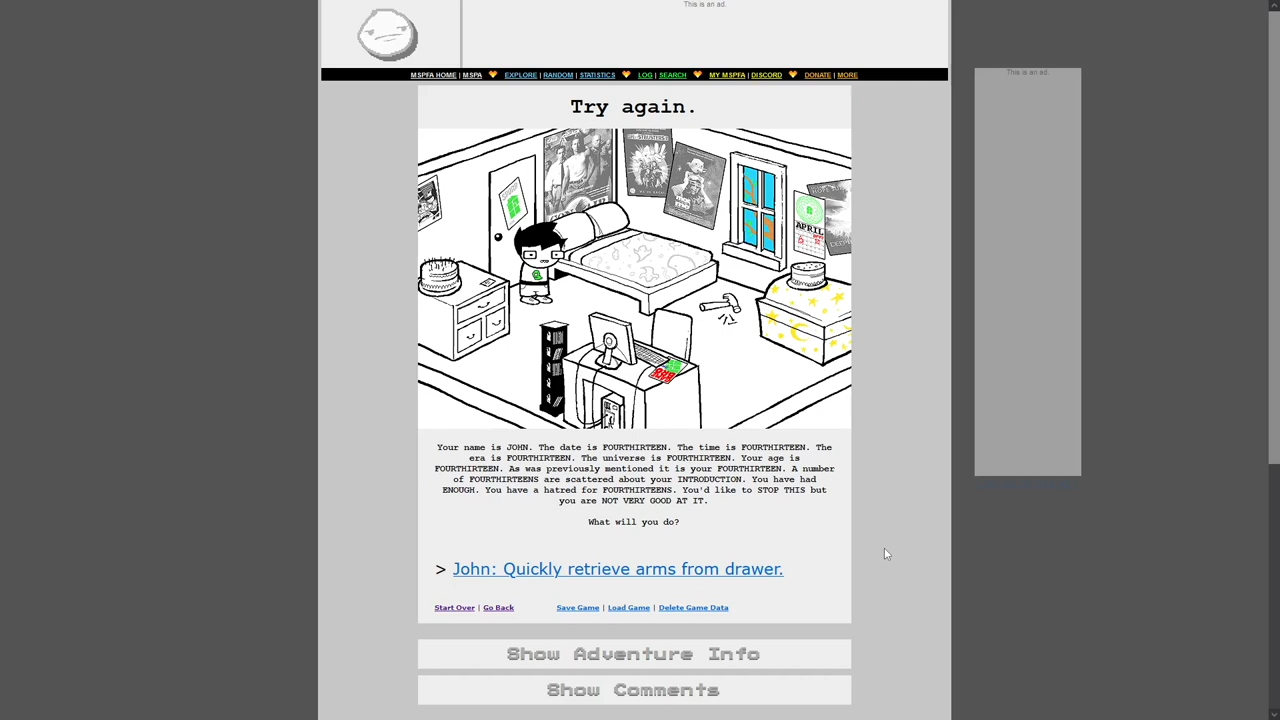 This is an ad.
MSPFA HOME | MSPA EXPLORE | RANDOM | STATISTICS LOG | SEARCH MY MSPFA | DISCORD DONATE | MORE
This is an ad.
Try again.
APRIL
Your name is JOHN. The date is FOURTHIRTEEN. The time is FOURTHIRTEEN. The
era is FOURTHIRTEEN. The universe is FOURTHIRTEEN. Your age is
FOURTHIRTEEN. As was previously mentioned it is your FOURTHIRTEEN. A number
of FOURTHIRTEENS are scattered about your INTRODUCTION. You have had
ENOUGH. You have a hatred for FOURTHIRTEENS. You'd like to STOP THIS but
you are NOT VERY GOOD AT IT.
What will you do?
> John: Quickly retrieve arms from drawer.
Start Over | Go Back Save Game | Load Game | Delete Game Data
Show Adventure Info
Show Comments